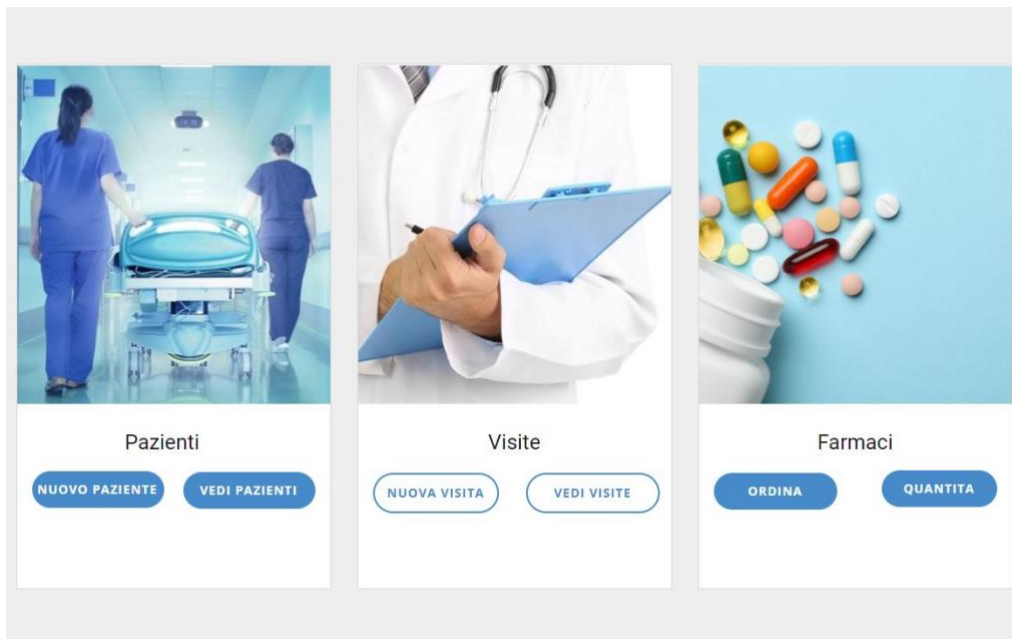 Pazienti
NUOVO PAZIENTE
VEDI PAZIENTI
Visite
NUOVA VISITA
VEDI VISITE
Farmaci
ORDINA
QUANTITA